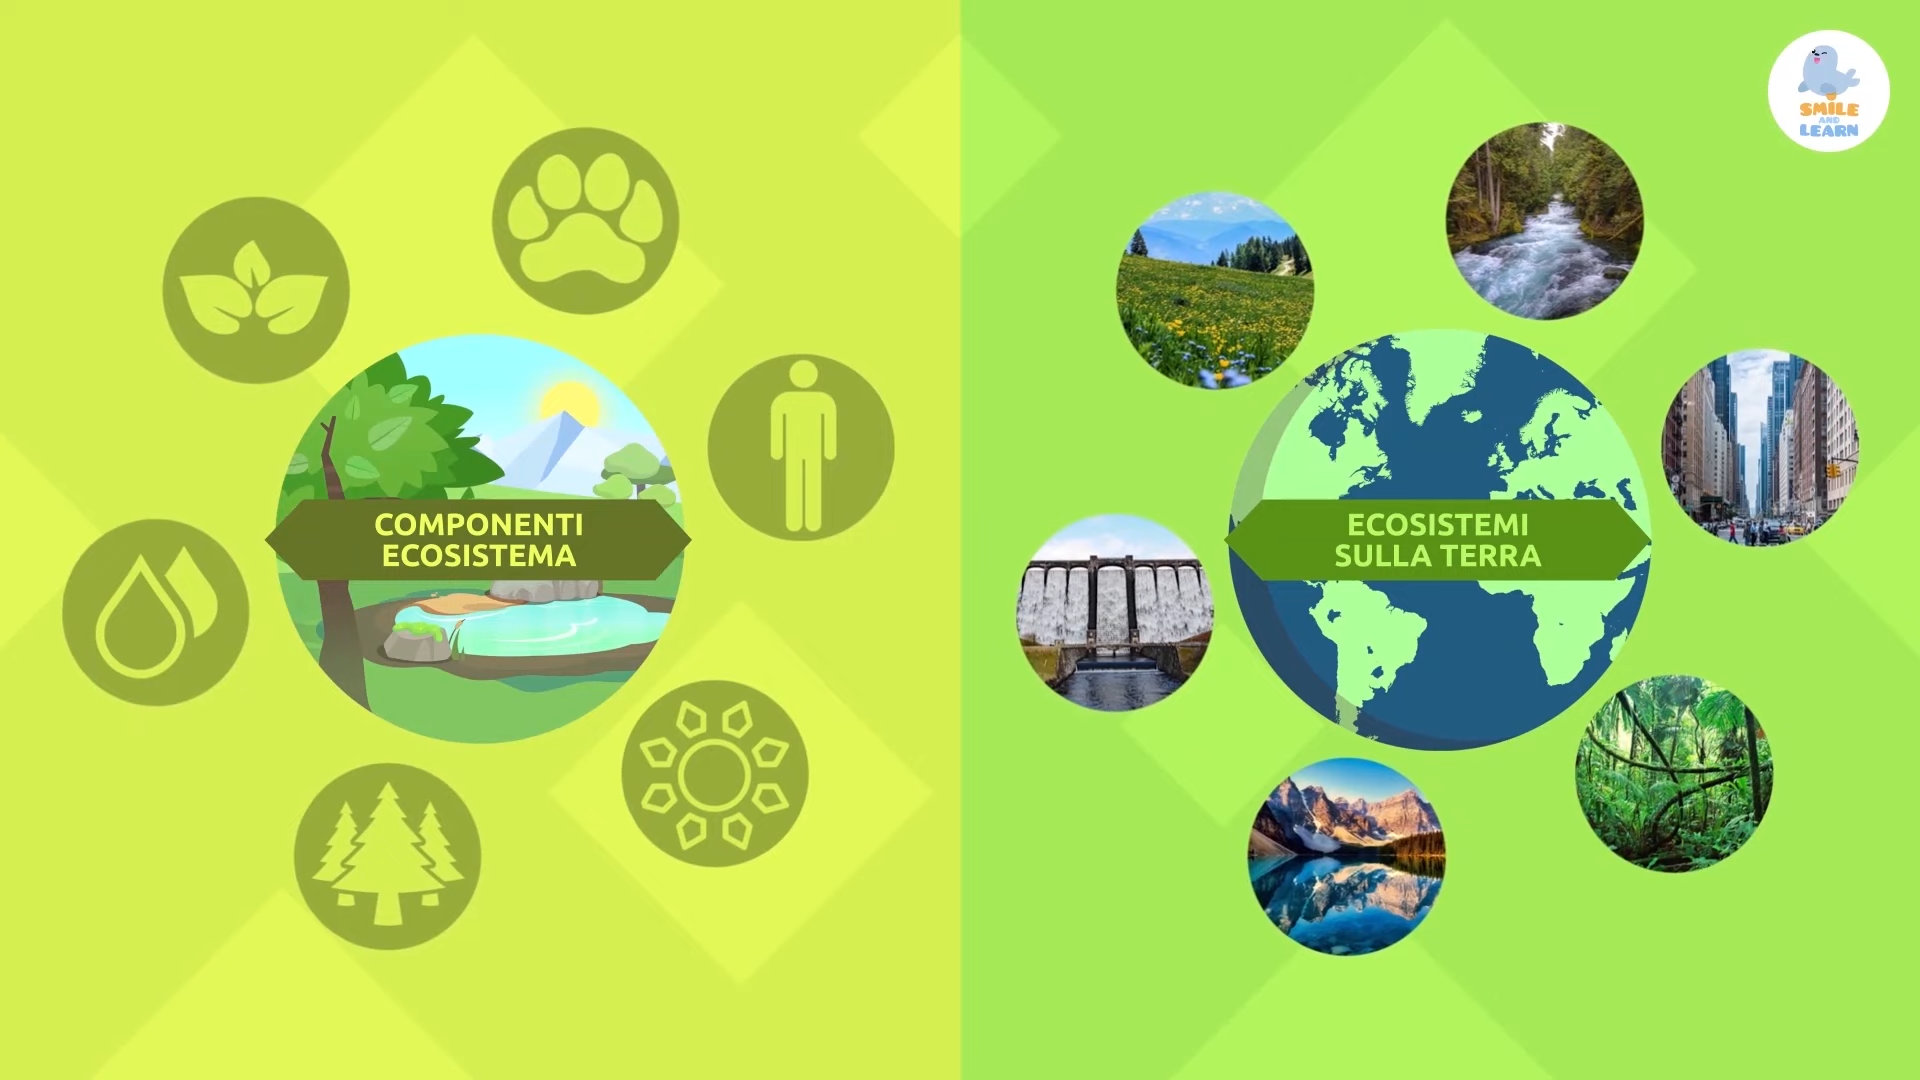 COMPONENTI
ECOSISTEMA
ECOSISTEMI
SULLA TERRA
SMILE
AND
LEARN